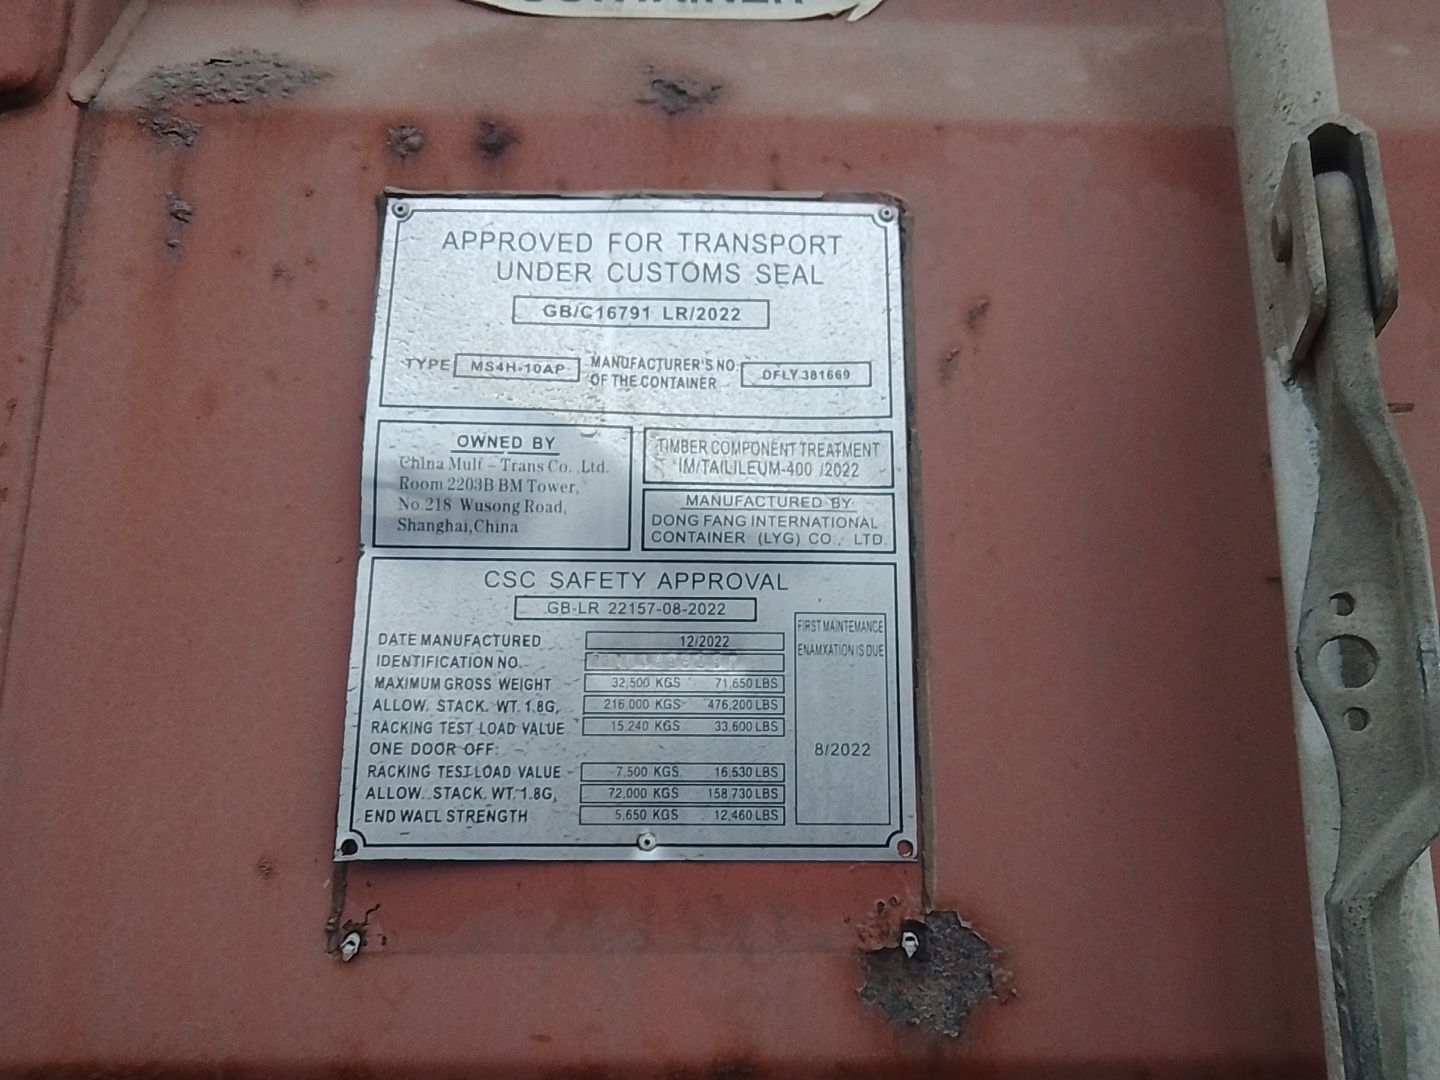 CONTAINER
APPROVED FOR TRANSPORT
UNDER CUSTOMS SEAL
GB/C16791 LR/2022
TYPE MS4H-10AP MANUFACTURER'S NO. OF THE CONTAINER DFLY 381669
OWNED BY
China Mulf - Trans Co. Ltd.
Room 2203B BM Tower,
No.218 Wusong Road,
Shanghai,China
TIMBER COMPONENT TREATMENT
IM/TAILILEUM-400 /2022
MANUFACTURED BY:
DONG FANG INTERNATIONAL
CONTAINER (LYG) CO., LTD.
CSC SAFETY APPROVAL
GB-LR 22157-08-2022
DATE MANUFACTURED 12/2022
IDENTIFICATION NO.
MAXIMUM GROSS WEIGHT 32,500 KGS 71,650 LBS
ALLOW. STACK. WT. 1.8G, 216,000 KGS 476,200 LBS
RACKING TEST LOAD VALUE 15,240 KGS 33,600 LBS
ONE DOOR OFF:
RACKING TEST LOAD VALUE 7,500 KGS 16,530 LBS
ALLOW. STACK. WT. 1.8G, 72,000 KGS 158,730 LBS
END WALL STRENGTH 5,650 KGS 12,460 LBS
FIRST MAINTEMANCE
ENAMXATION IS DUE
8/2022